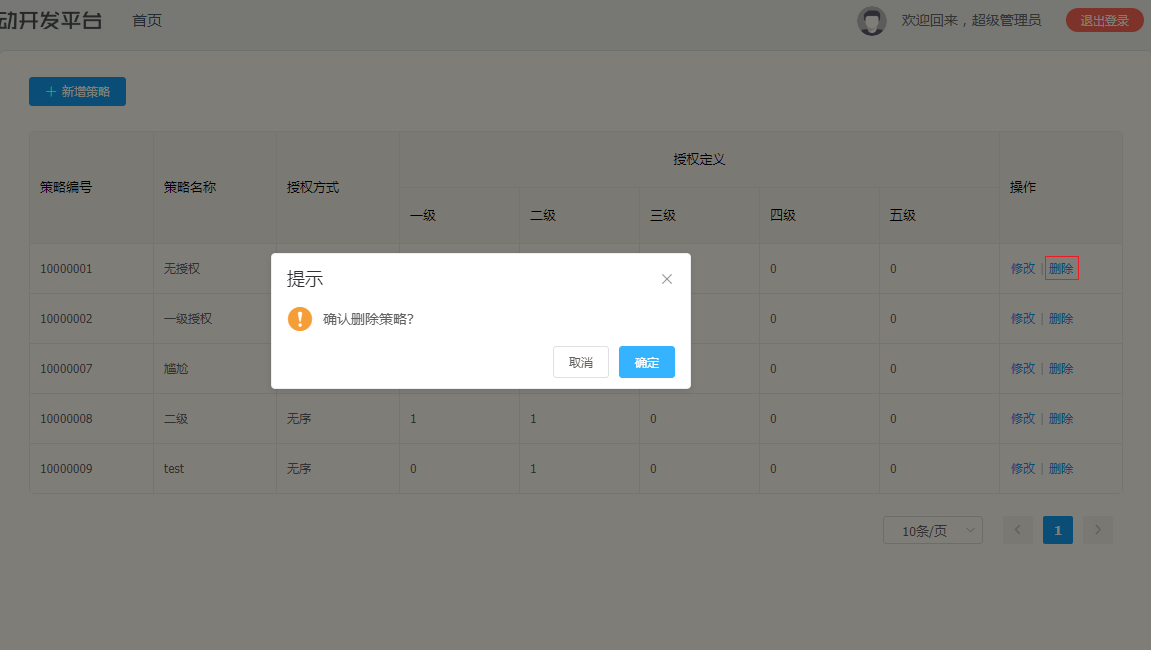 动开发平台 首页 欢迎回来，超级管理员 退出登录
+ 新增策略
策略编号 策略名称 授权方式 授权定义 操作
一级 二级 三级 四级 五级
10000001 无授权 0 0 修改 | 删除
10000002 一级授权 0 0 修改 | 删除
10000007 尴尬 0 0 修改 | 删除
提示
确认删除策略?
取消 确定
10000008 二级 无序 1 1 0 0 0 修改 | 删除
10000009 test 无序 0 1 0 0 0 修改 | 删除
10条/页 < 1 >